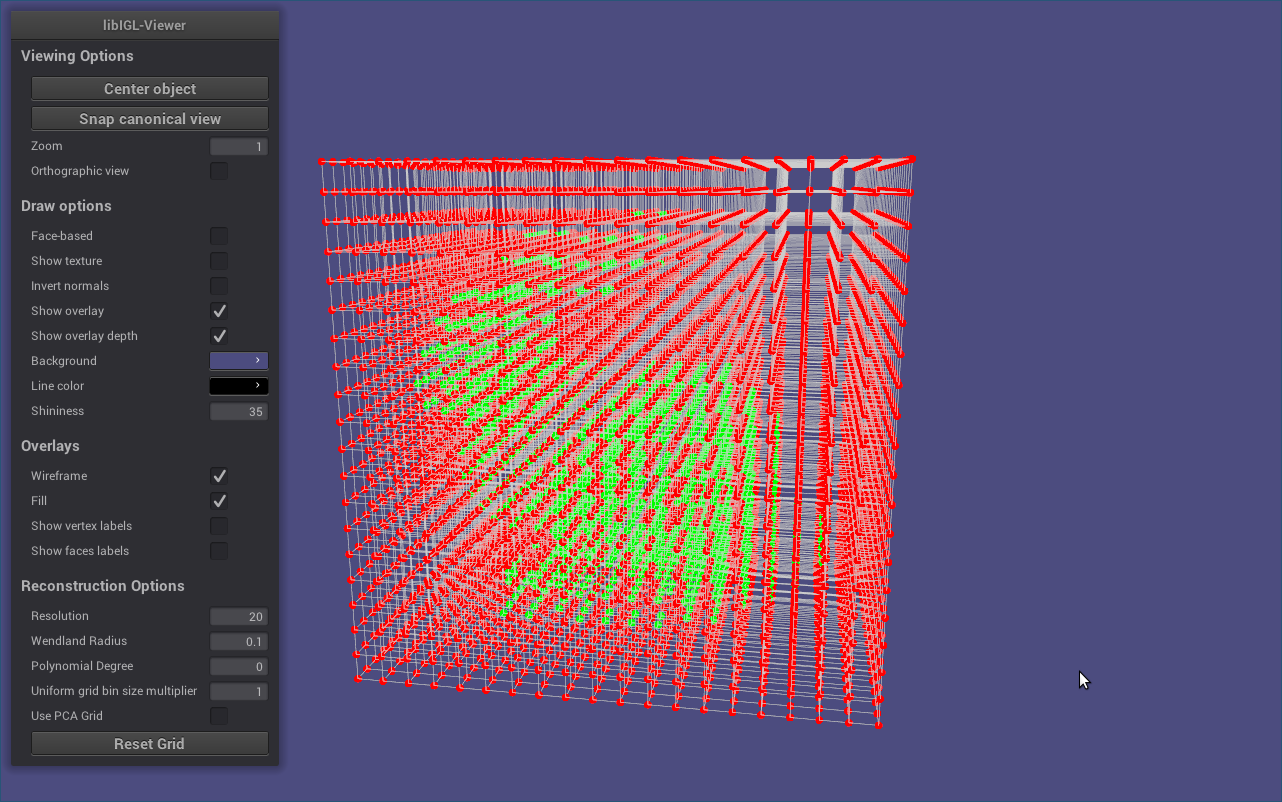 libIGL-Viewer
Viewing Options
Center object
Snap canonical view
Zoom 1
Orthographic view
Draw options
Face-based
Show texture
Invert normals
Show overlay
Show overlay depth
Background
Line color
Shininess 35
Overlays
Wireframe
Fill
Show vertex labels
Show faces labels
Reconstruction Options
Resolution 20
Wendland Radius 0.1
Polynomial Degree 0
Uniform grid bin size multiplier 1
Use PCA Grid
Reset Grid